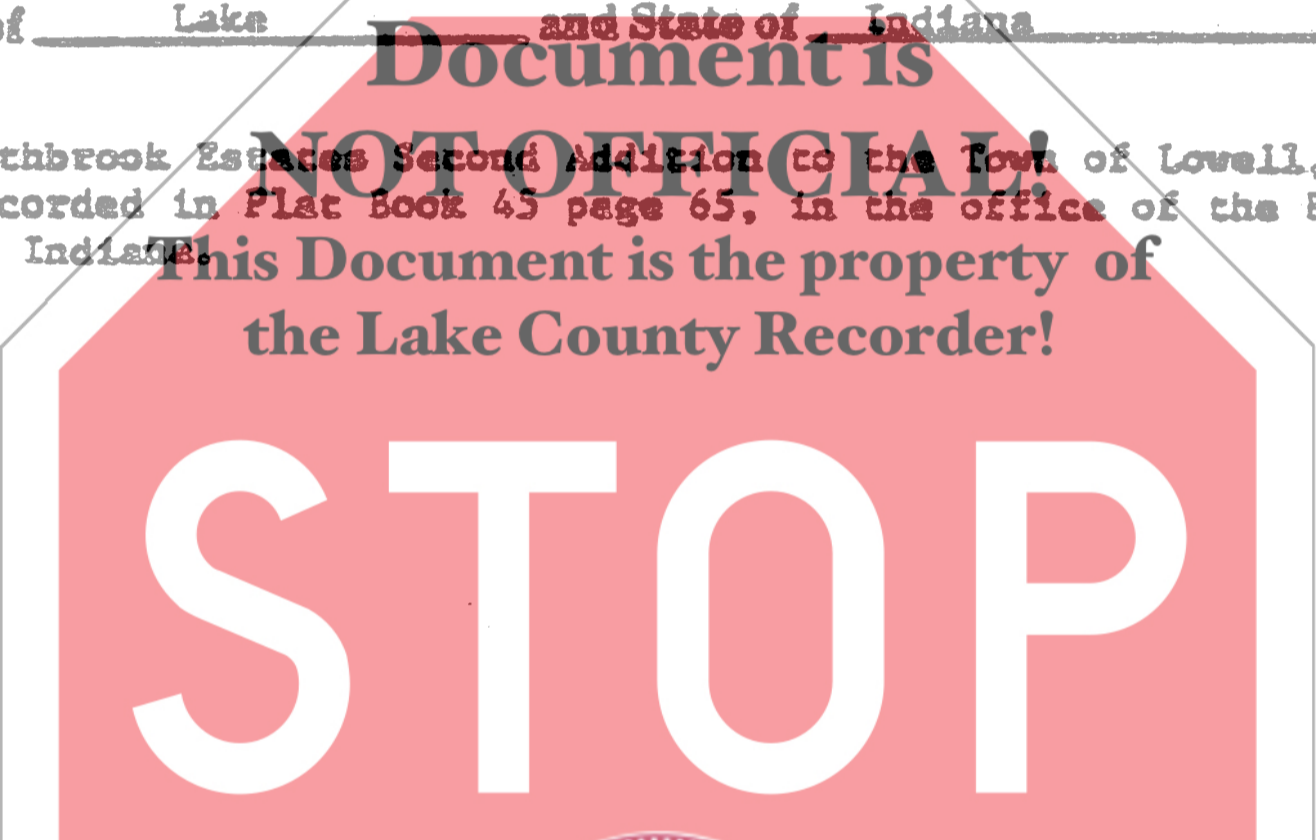 of Lake and State of Indiana
Document is
NOT OFFICIAL!
thbrook Estates Second Addition to the Town of Lowell,
corded in Plat Book 45 page 65, in the office of the
Indiana.
This Document is the property of
the Lake County Recorder!
STOP